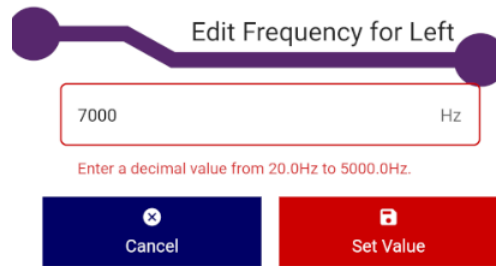 Edit Frequency for Left
7000 Hz
Enter a decimal value from 20.0Hz to 5000.0Hz.
Cancel Set Value